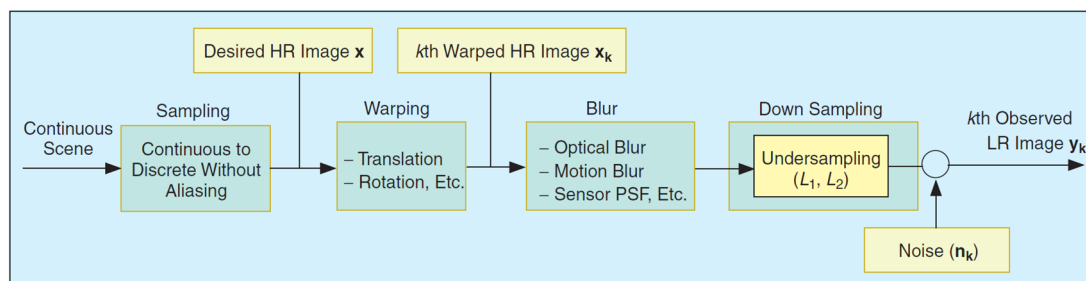 Desired HR Image x
kth Warped HR Image xk
Sampling
Warping
Blur
Down Sampling
Continuous
Scene
Continuous to
Discrete Without
Aliasing
– Translation
– Rotation, Etc.
– Optical Blur
– Motion Blur
– Sensor PSF, Etc.
Undersampling
(L1, L2)
kth Observed
LR Image yk
Noise (nk)